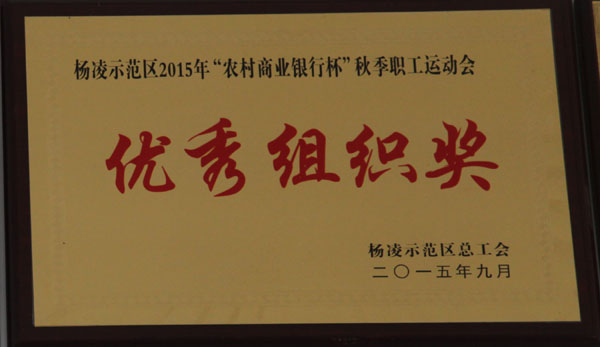 杨凌示范区2015年“农村商业银行杯”秋季职工运动会
优秀组织奖
杨凌示范区总工会
二〇一五年九月